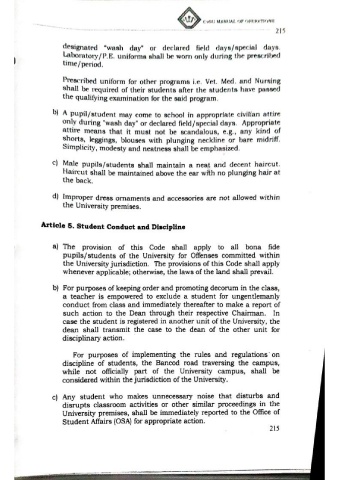 MANUAL OF OPERATIONS
215
designated "wash day" or declared field days/special days.
Laboratory/P.E. uniforms shall be worn only during the prescribed
time/period.
Prescribed uniform for other programs i.e. Vet. Med. and Nursing
shall be required of their students after the students have passed
the qualifying examination for the said program.
b) A pupil/student may come to school in appropriate civilian attire
only during "wash day" or declared field/special days. Appropriate
attire means that it must not be scandalous, e.g., any kind of
shorts, leggings, blouses with plunging neckline or bare midriff.
Simplicity, modesty and neatness shall be emphasized.
c) Male pupils/students shall maintain a neat and decent haircut.
Haircut shall be maintained above the ear with no plunging hair at
the back.
d) Improper dress ornaments and accessories are not allowed within
the University premises.
Article 5. Student Conduct and Discipline
a) The provision of this Code shall apply to all bona fide
pupils/students of the University for Offenses committed within
the University jurisdiction. The provisions of this Code shall apply
whenever applicable; otherwise, the laws of the land shall prevail.
b) For purposes of keeping order and promoting decorum in the class,
a teacher is empowered to exclude a student for ungentlemanly
conduct from class and immediately thereafter to make a report of
such action to the Dean through their respective Chairman. In
case the student is registered in another unit of the University, the
dean shall transmit the case to the dean of the other unit for
disciplinary action.
For purposes of implementing the rules and regulations on
discipline of students, the Bancod road traversing the campus,
while not officially part of the University campus, shall be
considered within the jurisdiction of the University.
c) Any student who makes unnecessary noise that disturbs and
disrupts classroom activities or other similar proceedings in the
University premises, shall be immediately reported to the Office of
Student Affairs (OSA) for appropriate action.
215